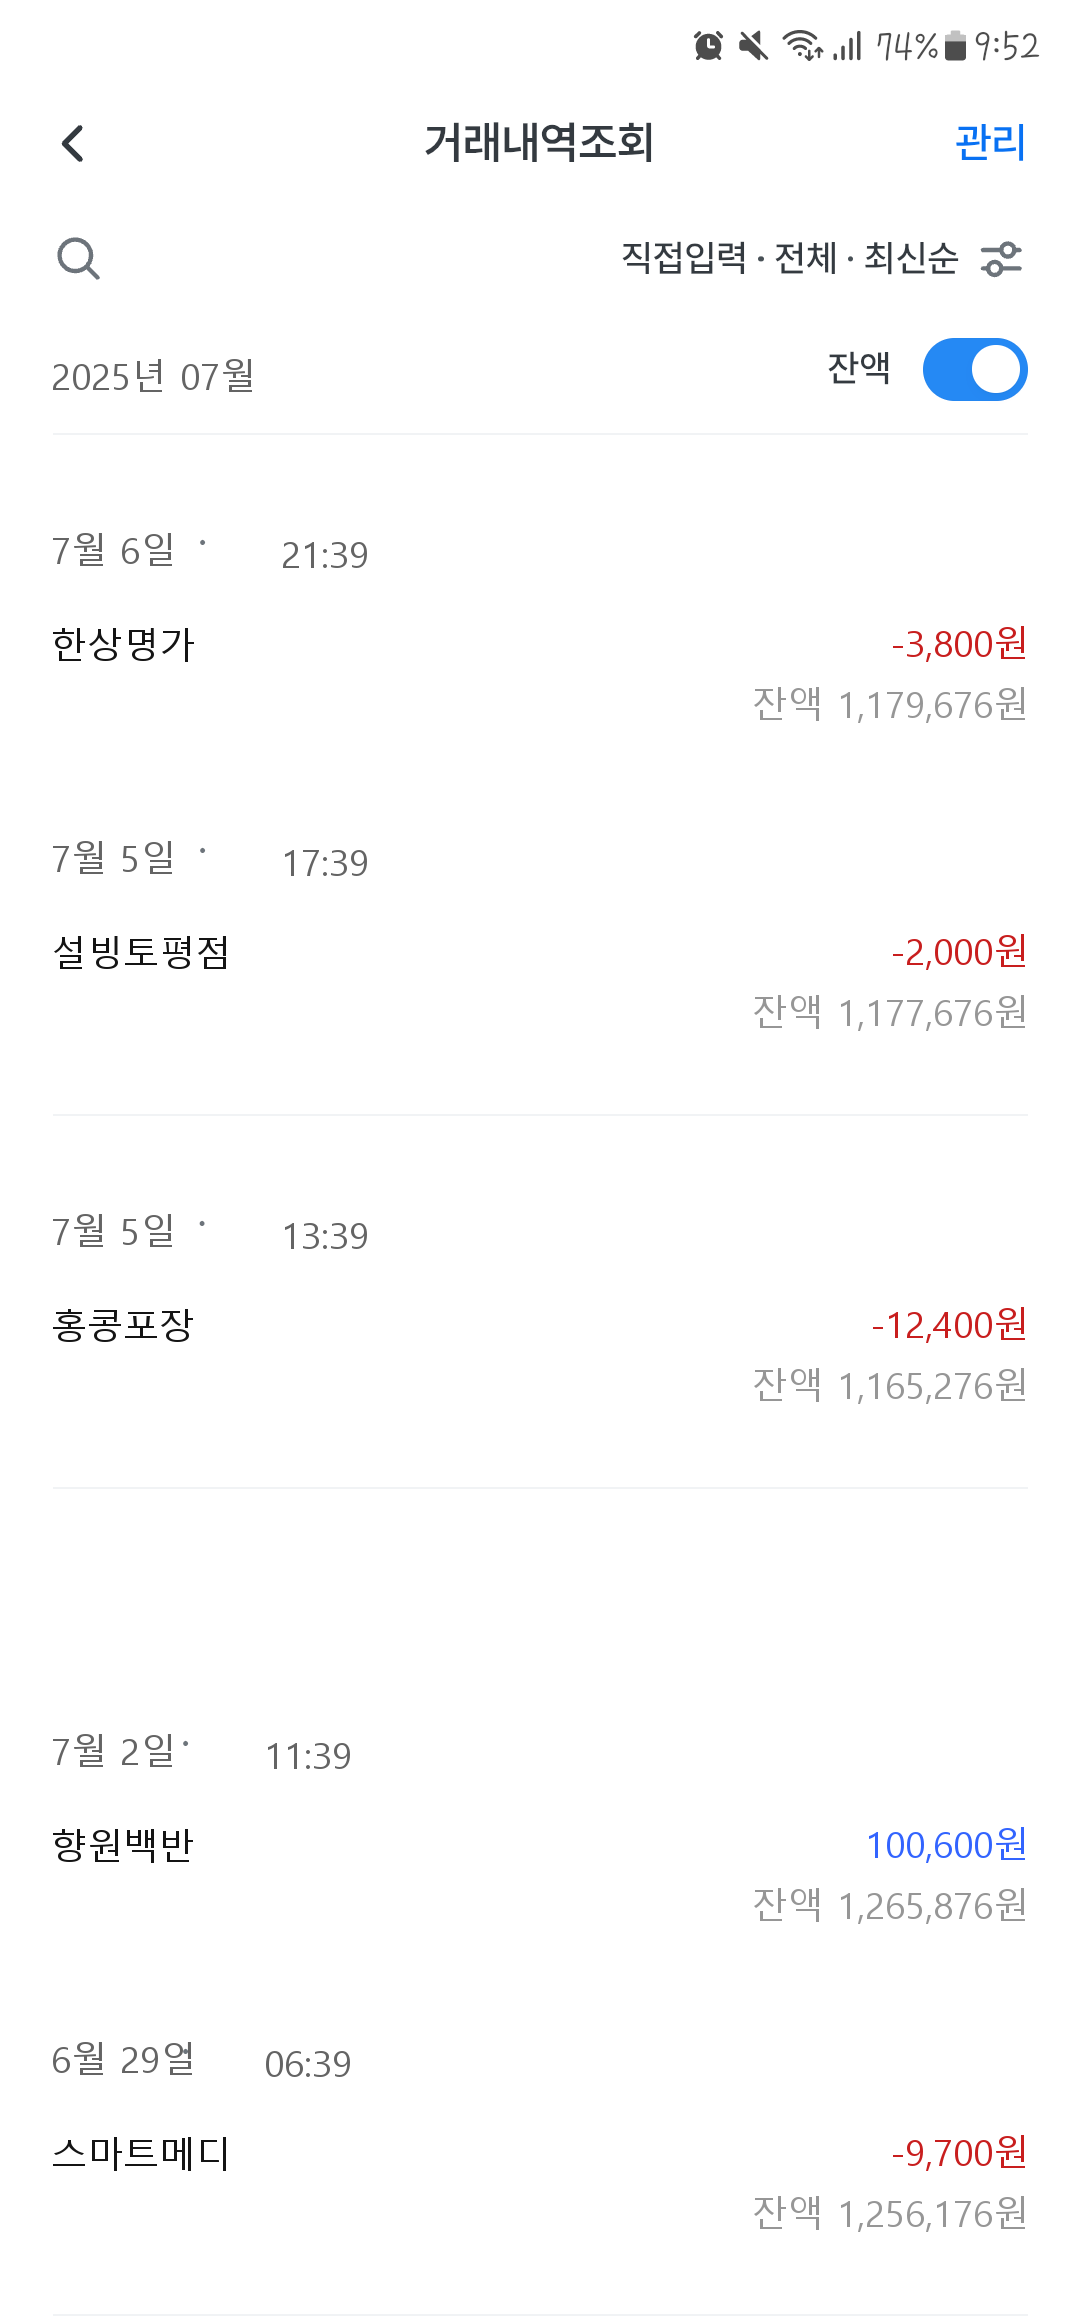 74% 9:52
거래내역조회 관리
직접입력 · 전체 · 최신순
2025년 07월 잔액
7월 6일 · 21:39
한상명가 -3,800원
잔액 1,179,676원
7월 5일 · 17:39
설빙토평점 -2,000원
잔액 1,177,676원
7월 5일 · 13:39
홍콩포장 -12,400원
잔액 1,165,276원
7월 2일· 11:39
향원백반 100,600원
잔액 1,265,876원
6월 29일· 06:39
스마트메디 -9,700원
잔액 1,256,176원